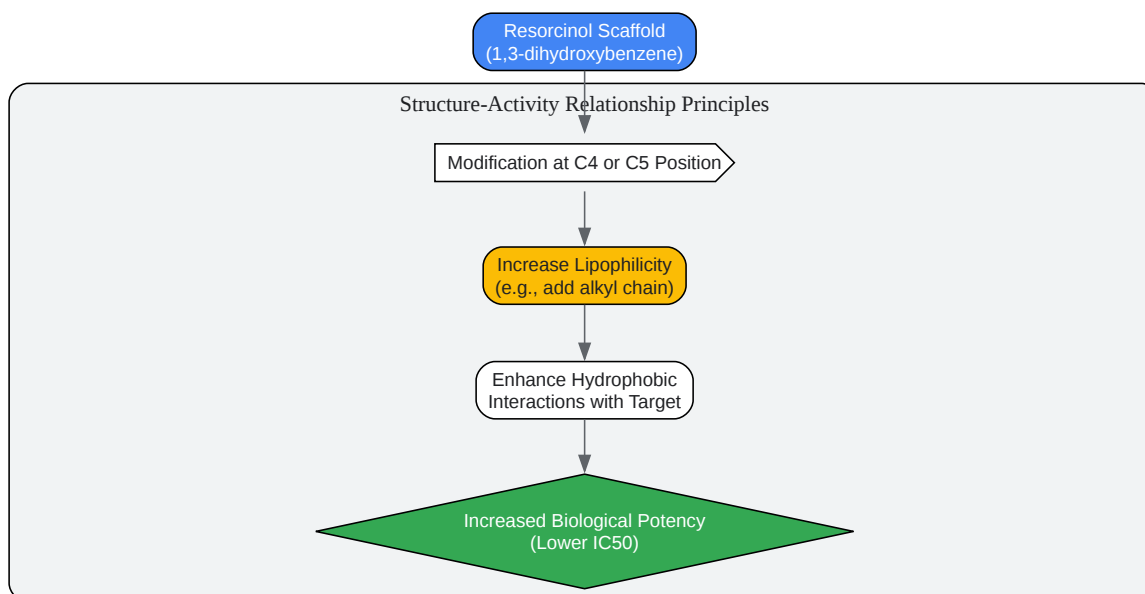 Resorcinol Scaffold
(1,3-dihydroxybenzene)
Structure-Activity Relationship Principles
Modification at C4 or C5 Position
Increase Lipophilicity
(e.g., add alkyl chain)
Enhance Hydrophobic
Interactions with Target
Increased Biological Potency
(Lower IC50)